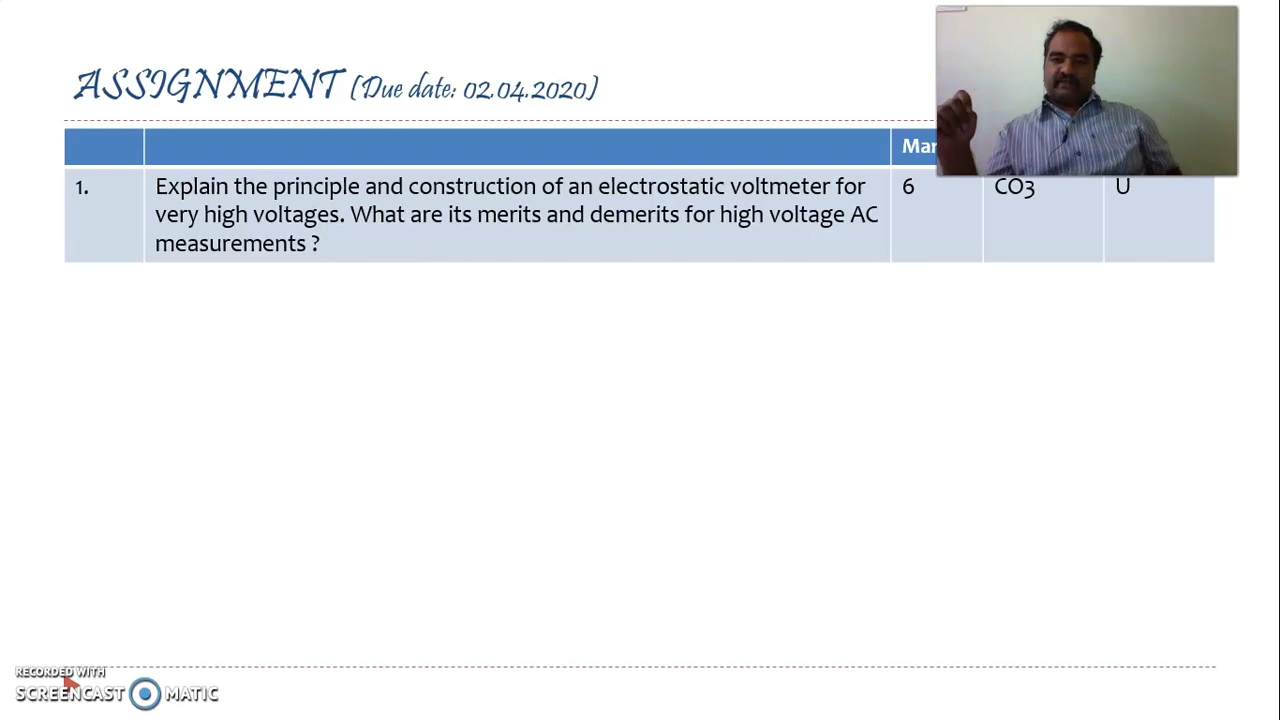 ASSIGNMENT (Due date: 02.04.2020)
1. Explain the principle and construction of an electrostatic voltmeter for very high voltages. What are its merits and demerits for high voltage AC measurements ?
6
CO3
U
RECORDED WITH
SCREENCAST MATIC